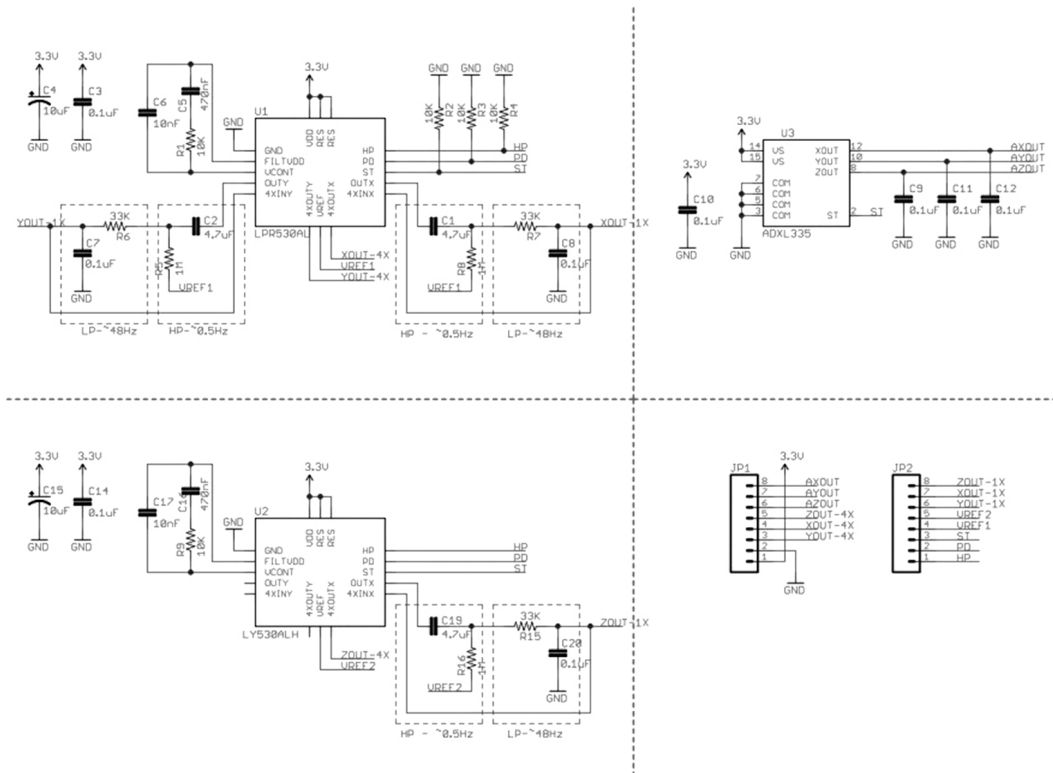 3.3V
C4
10uF
GND
3.3V
C3
0.1uF
GND
C6
10nF
C5
470nF
R1
10K
GND
3.3V
U1
VDD
RES
RES
GND
FILTVDD
VCONT
OUTY
4XINY
4XOUTY
VREF
4XOUTX
HP
PD
ST
OUTX
4XINX
LPR530AL
GND
GND
GND
10K
R2
10K
R3
10K
R4
HP
PD
ST
YOUT-1X
33K
R6
C7
0.1uF
GND
C2
4.7uF
R5
1M
VREF1
LP-~48Hz
HP-~0.5Hz
XOUT-4X
VREF1
YOUT-4X
C1
4.7uF
R8
1M
VREF1
33K
R7
C8
0.1uF
GND
XOUT-1X
HP - ~0.5Hz
LP-~48Hz
3.3V
C10
0.1uF
GND
3.3V
U3
14
15
VS
VS
7
6
5
3
COM
COM
COM
COM
XOUT
YOUT
ZOUT
ST
12
10
8
2
ST
GND
ADXL335
AXOUT
AYOUT
AZOUT
C9
0.1uF
C11
0.1uF
C12
0.1uF
GND
GND
GND
3.3V
C15
10uF
GND
3.3V
C14
0.1uF
GND
C17
10nF
C16
470nF
R9
10K
GND
3.3V
U2
VDD
RES
RES
GND
FILTVDD
VCONT
OUTY
4XINY
4XOUTY
VREF
4XOUTX
HP
PD
ST
OUTX
4XINX
LY530ALH
HP
PD
ST
ZOUT-4X
VREF2
C19
4.7uF
R16
1M
VREF2
33K
R15
C20
0.1uF
GND
ZOUT-1X
HP - ~0.5Hz
LP-~48Hz
JP1
3.3V
8 AXOUT
7 AYOUT
6 AZOUT
5 ZOUT-4X
4 XOUT-4X
3 YOUT-4X
2
1
GND
JP2
8 ZOUT-1X
7 XOUT-1X
6 YOUT-1X
5 VREF2
4 VREF1
3 ST
2 PD
1 HP